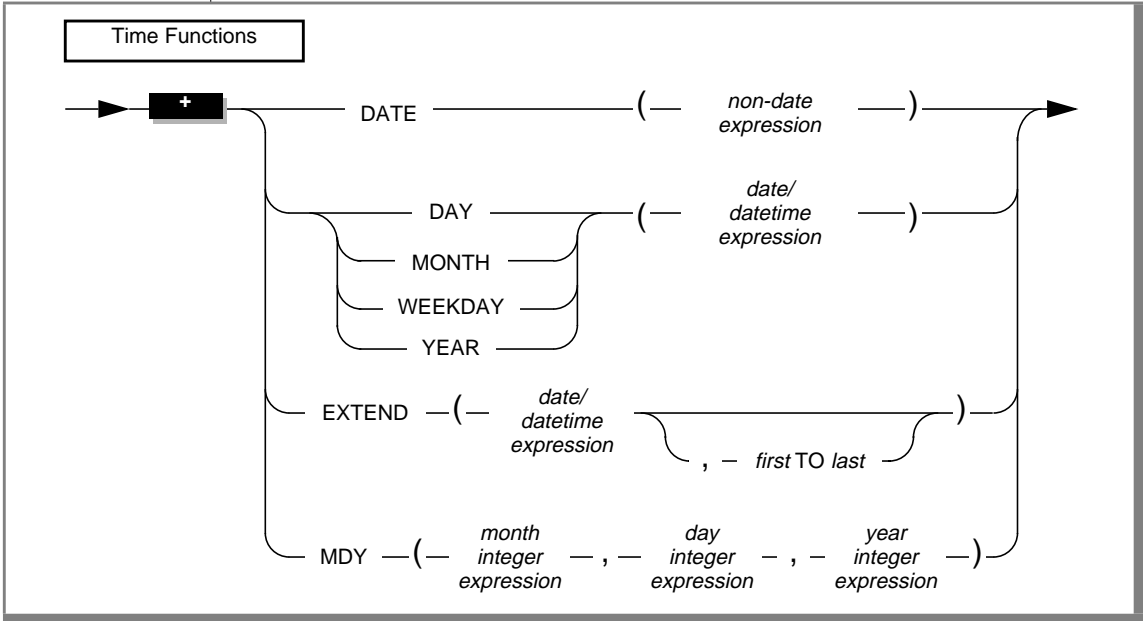 Time Functions
+
DATE ( non-date
expression )
DAY ( date/
datetime
expression )
MONTH
WEEKDAY
YEAR
EXTEND ( date/
datetime
expression )
, first TO last
MDY ( month
integer
expression , day
integer
expression , year
integer
expression )